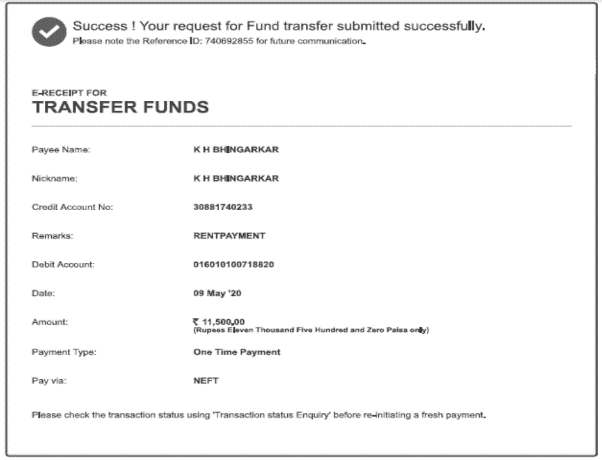 Success ! Your request for Fund transfer submitted successfully.
Please note the Reference ID: 740692855 for future communication.
E-RECEIPT FOR
TRANSFER FUNDS
Payee Name: K H BHINGARKAR
Nickname: K H BHINGARKAR
Credit Account No: 30881740233
Remarks: RENTPAYMENT
Debit Account: 016010100718820
Date: 09 May '20
Amount: ₹ 11,500.00
(Rupees Eleven Thousand Five Hundred and Zero Paisa only)
Payment Type: One Time Payment
Pay via: NEFT
Please check the transaction status using 'Transaction status Enquiry' before re-initiating a fresh payment.